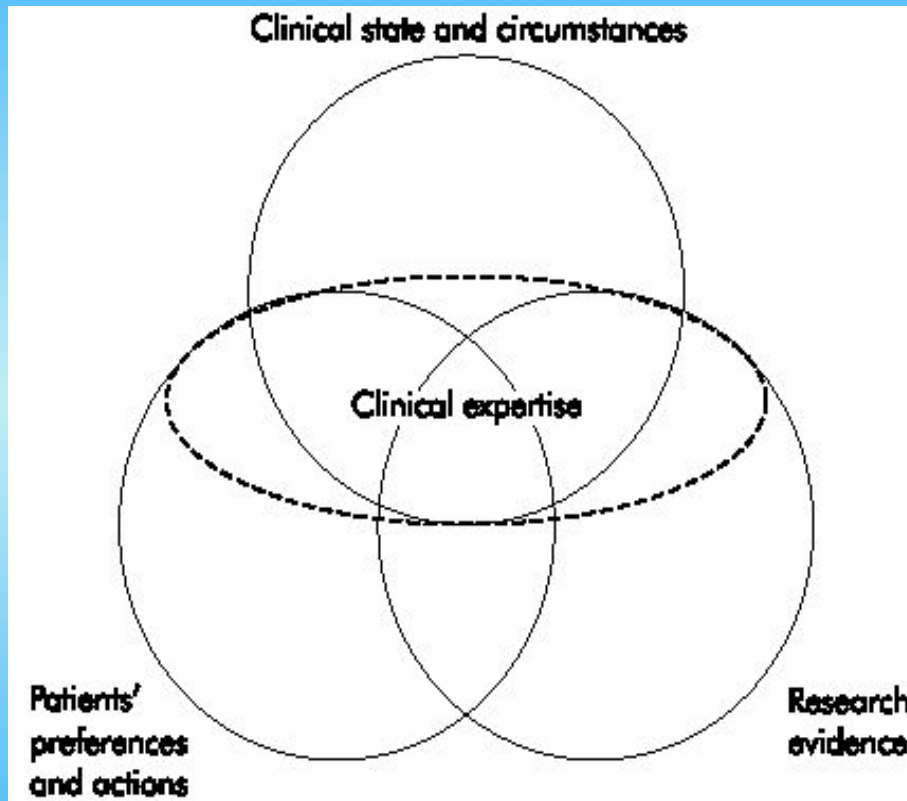 Clinical state and circumstances
Clinical expertise
Patients'
preferences
and actions
Research
evidence